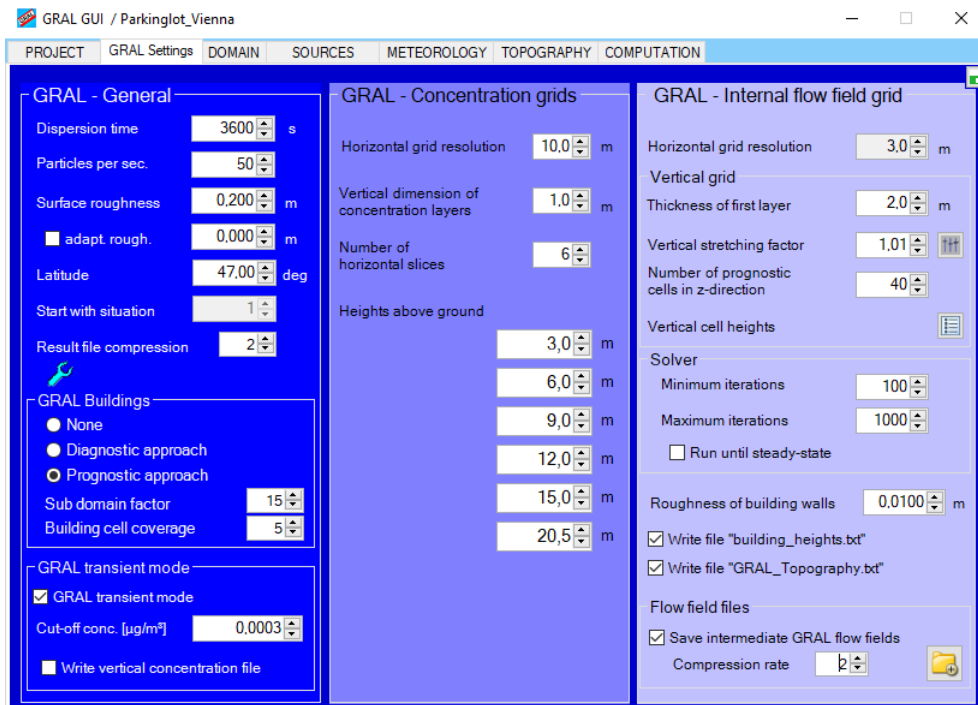 GRAL GUI / Parkinglot_Vienna
PROJECT GRAL Settings DOMAIN SOURCES METEOROLOGY TOPOGRAPHY COMPUTATION
GRAL - General
Dispersion time 3600 s
Particles per sec. 50
Surface roughness 0,200 m
adapt. rough. 0,000 m
Latitude 47,00 deg
Start with situation 1
Result file compression 2
GRAL Buildings
None
Diagnostic approach
Prognostic approach
Sub domain factor 15
Building cell coverage 5
GRAL transient mode
GRAL transient mode
Cut-off conc. [µg/m³] 0,0003
Write vertical concentration file
GRAL - Concentration grids
Horizontal grid resolution 10,0 m
Vertical dimension of
concentration layers 1,0 m
Number of
horizontal slices 6
Heights above ground
3,0 m
6,0 m
9,0 m
12,0 m
15,0 m
20,5 m
GRAL - Internal flow field grid
Horizontal grid resolution 3,0 m
Vertical grid
Thickness of first layer 2,0 m
Vertical stretching factor 1,01
Number of prognostic
cells in z-direction 40
Vertical cell heights
Solver
Minimum iterations 100
Maximum iterations 1000
Run until steady-state
Roughness of building walls 0,0100 m
Write file "building_heights.txt"
Write file "GRAL_Topography.txt"
Flow field files
Save intermediate GRAL flow fields
Compression rate 2